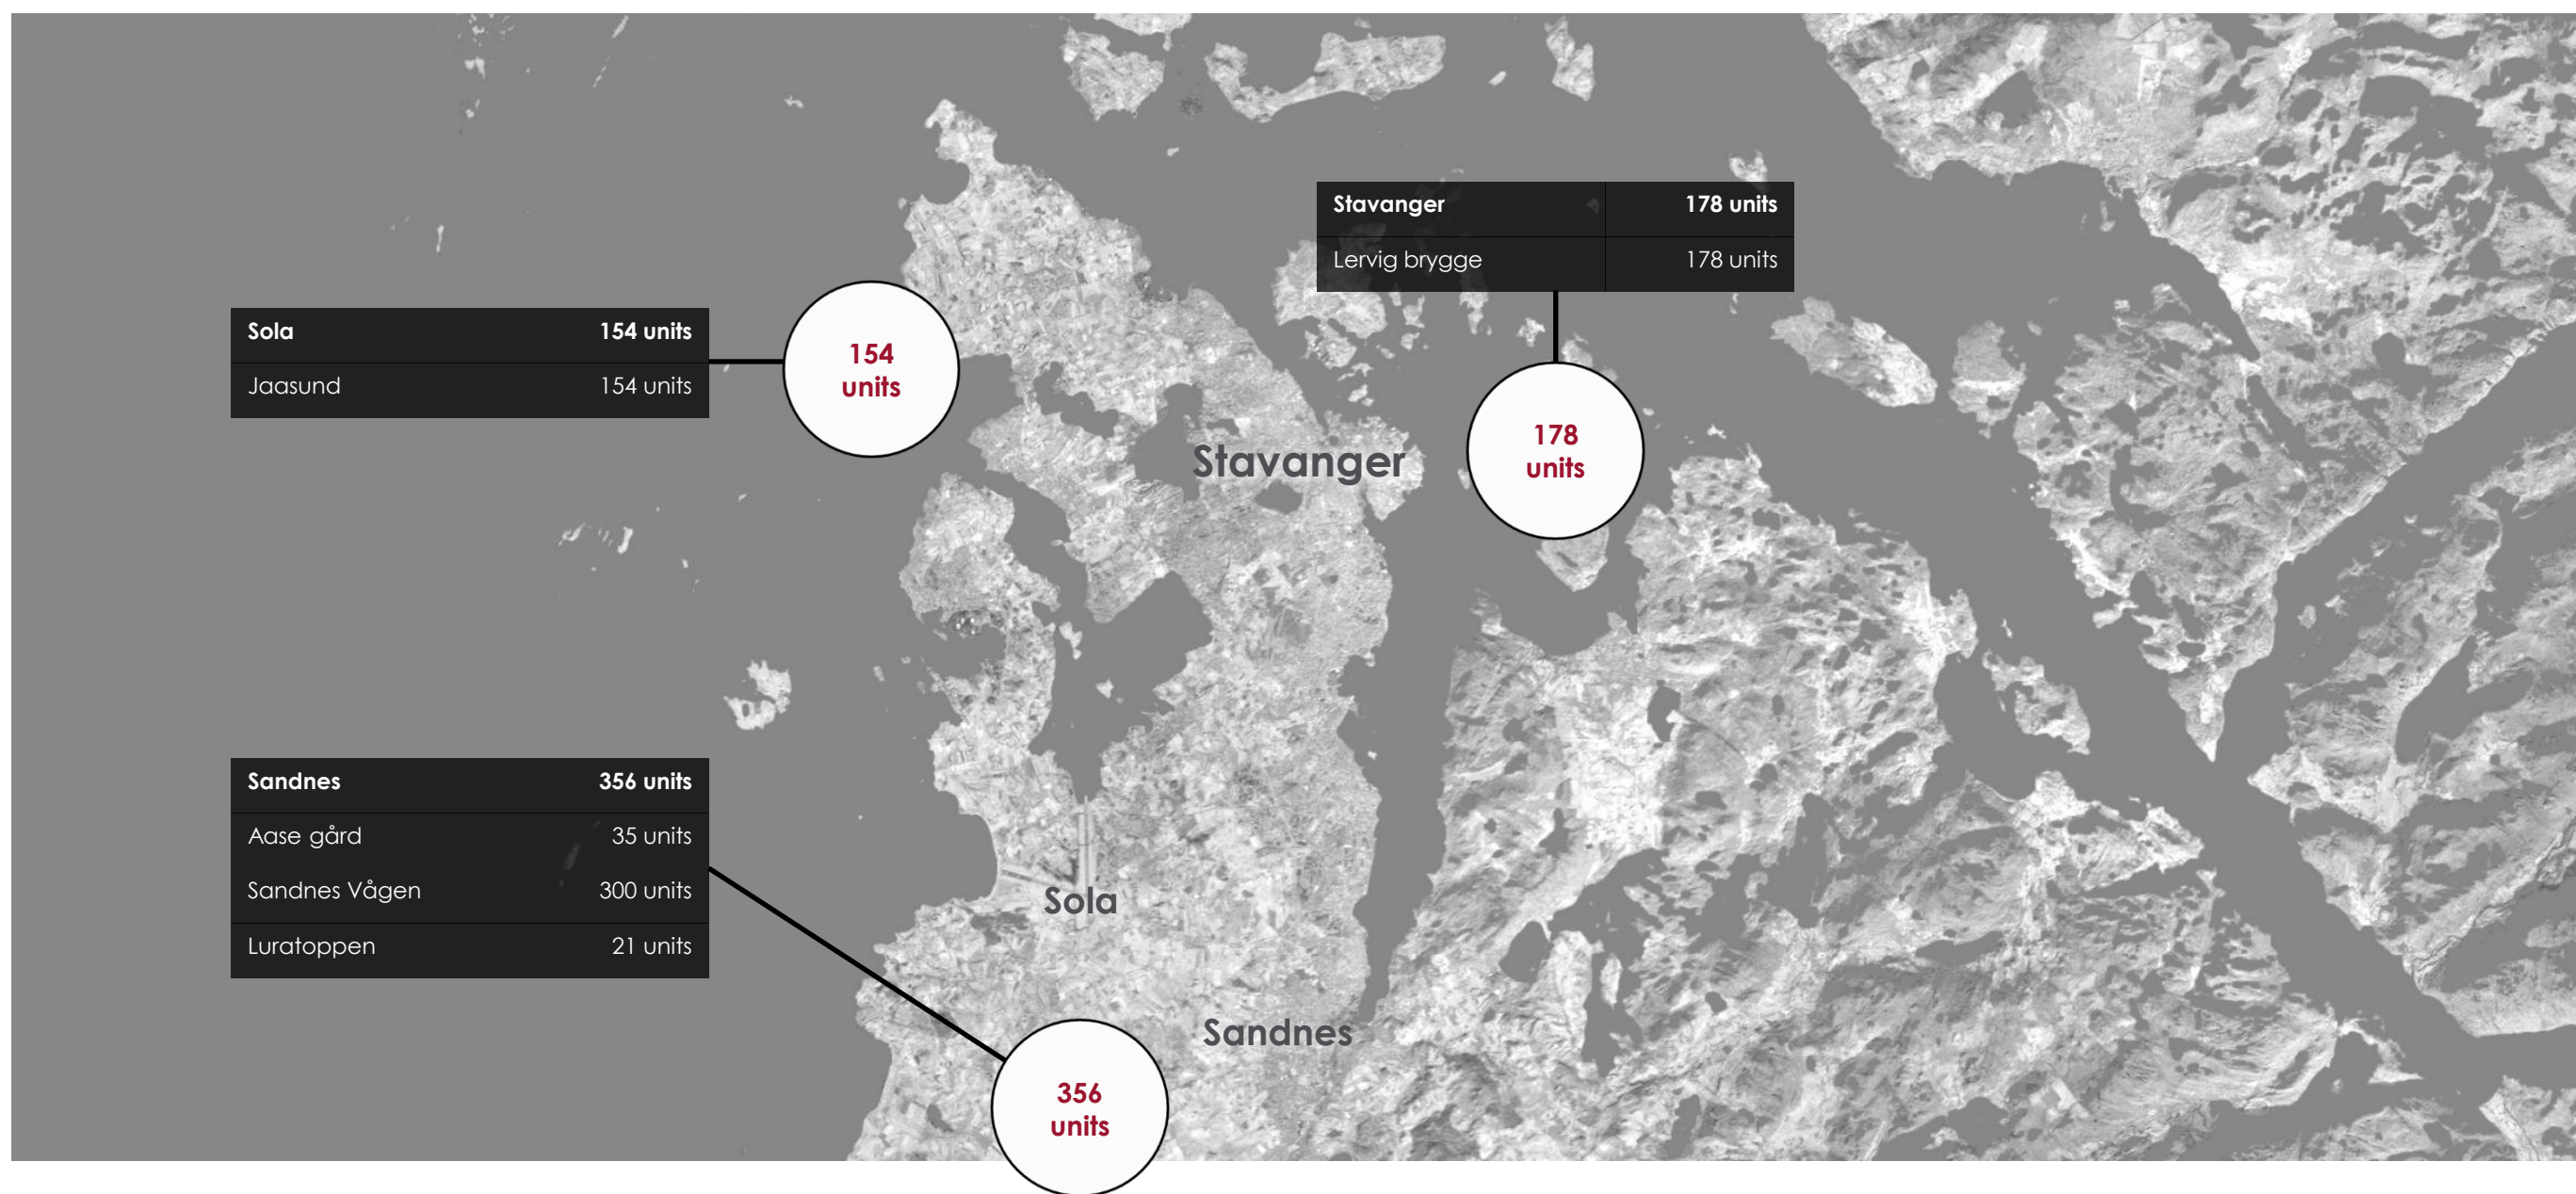 Stavanger 178 units
Lervig brygge 178 units
Sola 154 units
Jaasund 154 units
154
units
178
units
Stavanger
Sandnes 356 units
Aase gård 35 units
Sandnes Vågen 300 units
Luratoppen 21 units
Sola
Sandnes
356
units